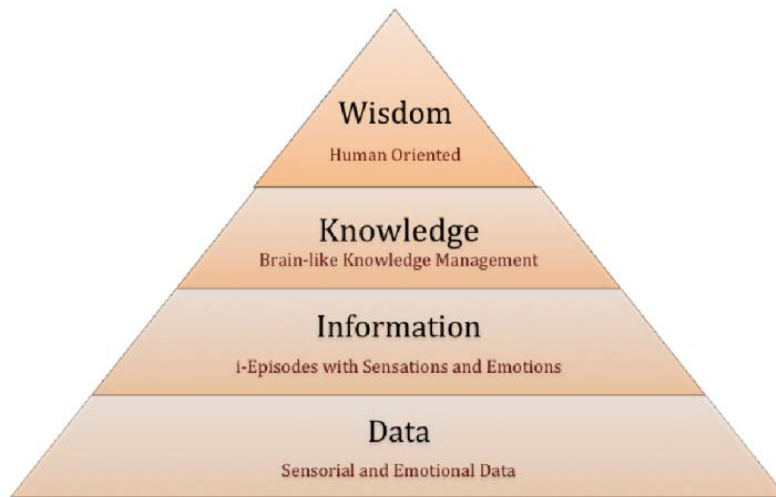 Wisdom
Human Oriented
Knowledge
Brain-like Knowledge Management
Information
i-Episodes with Sensations and Emotions
Data
Sensorial and Emotional Data